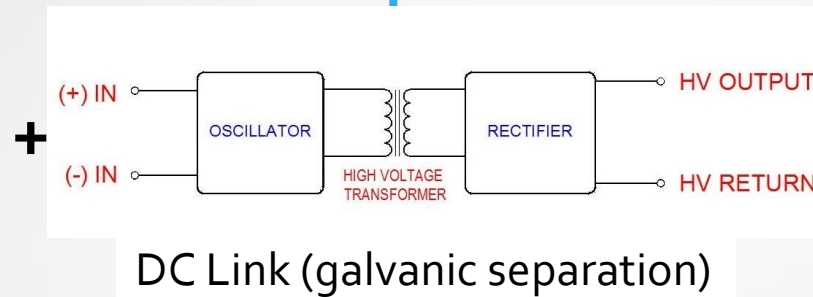 (+) IN
HV OUTPUT
+
OSCILLATOR
RECTIFIER
(-) IN
HIGH VOLTAGE
TRANSFORMER
HV RETURN
DC Link (galvanic separation)